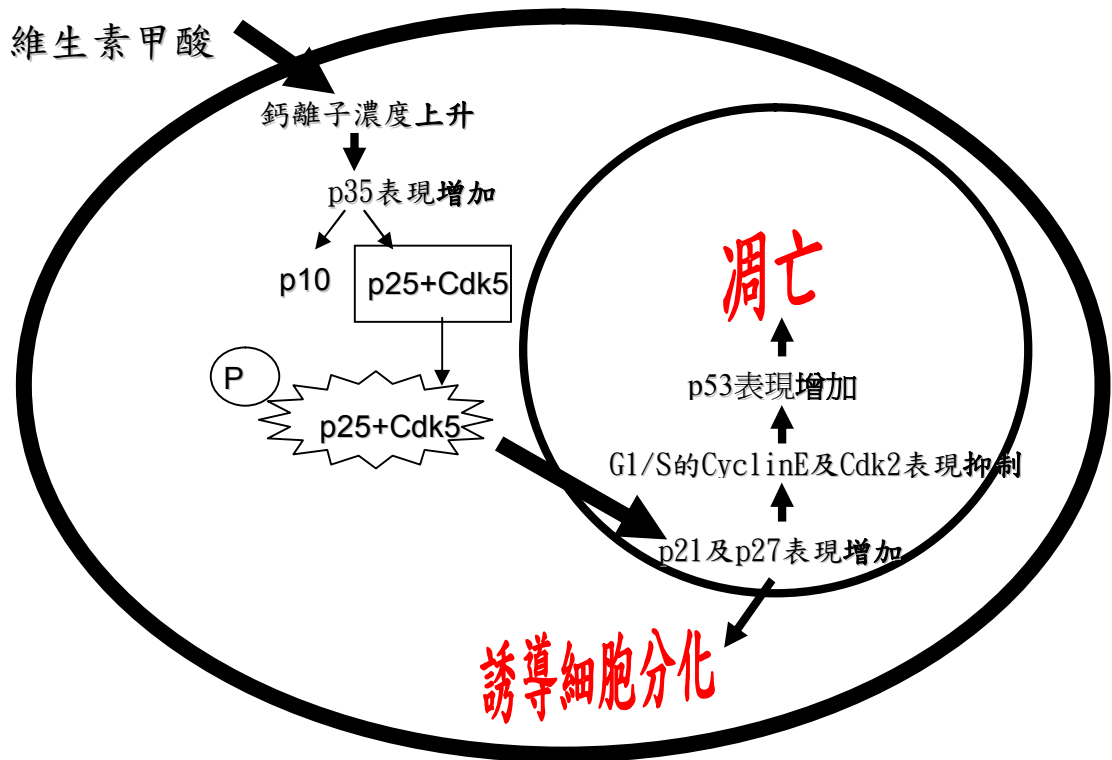 維生素甲酸
鈣離子濃度上升
p35表現增加
p10
p25+Cdk5
P
p25+Cdk5
凋亡
p53表現增加
G1/S的CyclinE及Cdk2表現抑制
p21及p27表現增加
誘導細胞分化